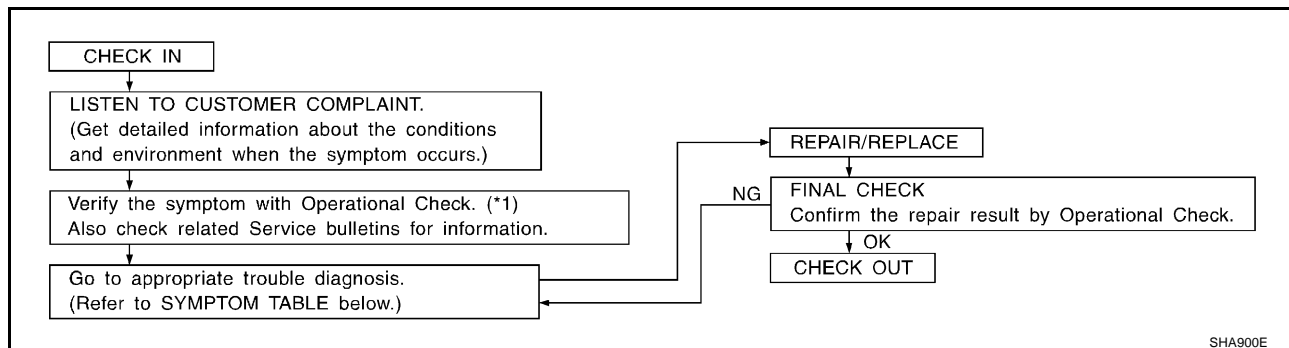 CHECK IN
LISTEN TO CUSTOMER COMPLAINT.
(Get detailed information about the conditions
and environment when the symptom occurs.)
Verify the symptom with Operational Check. (*1)
Also check related Service bulletins for information.
Go to appropriate trouble diagnosis.
(Refer to SYMPTOM TABLE below.)
REPAIR/REPLACE
NG
FINAL CHECK
Confirm the repair result by Operational Check.
OK
CHECK OUT
SHA900E